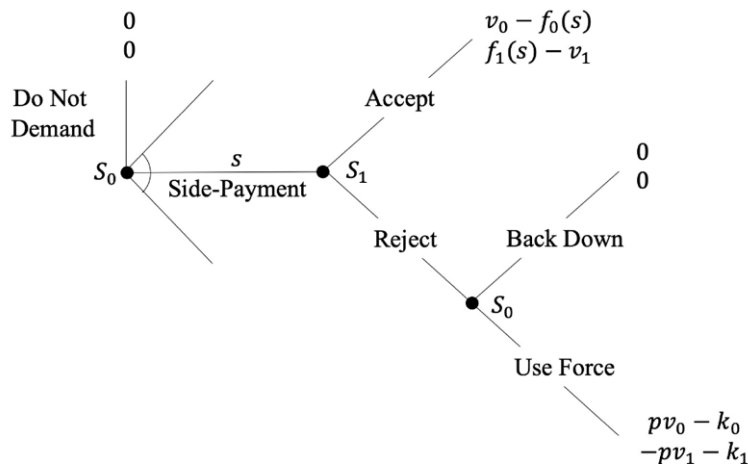 0
0
v₀ − f₀(s)
f₁(s) − v₁
Do Not
Demand
Accept
S₀
s
Side-Payment
S₁
0
0
Reject
Back Down
S₀
Use Force
pv₀ − k₀
−pv₁ − k₁